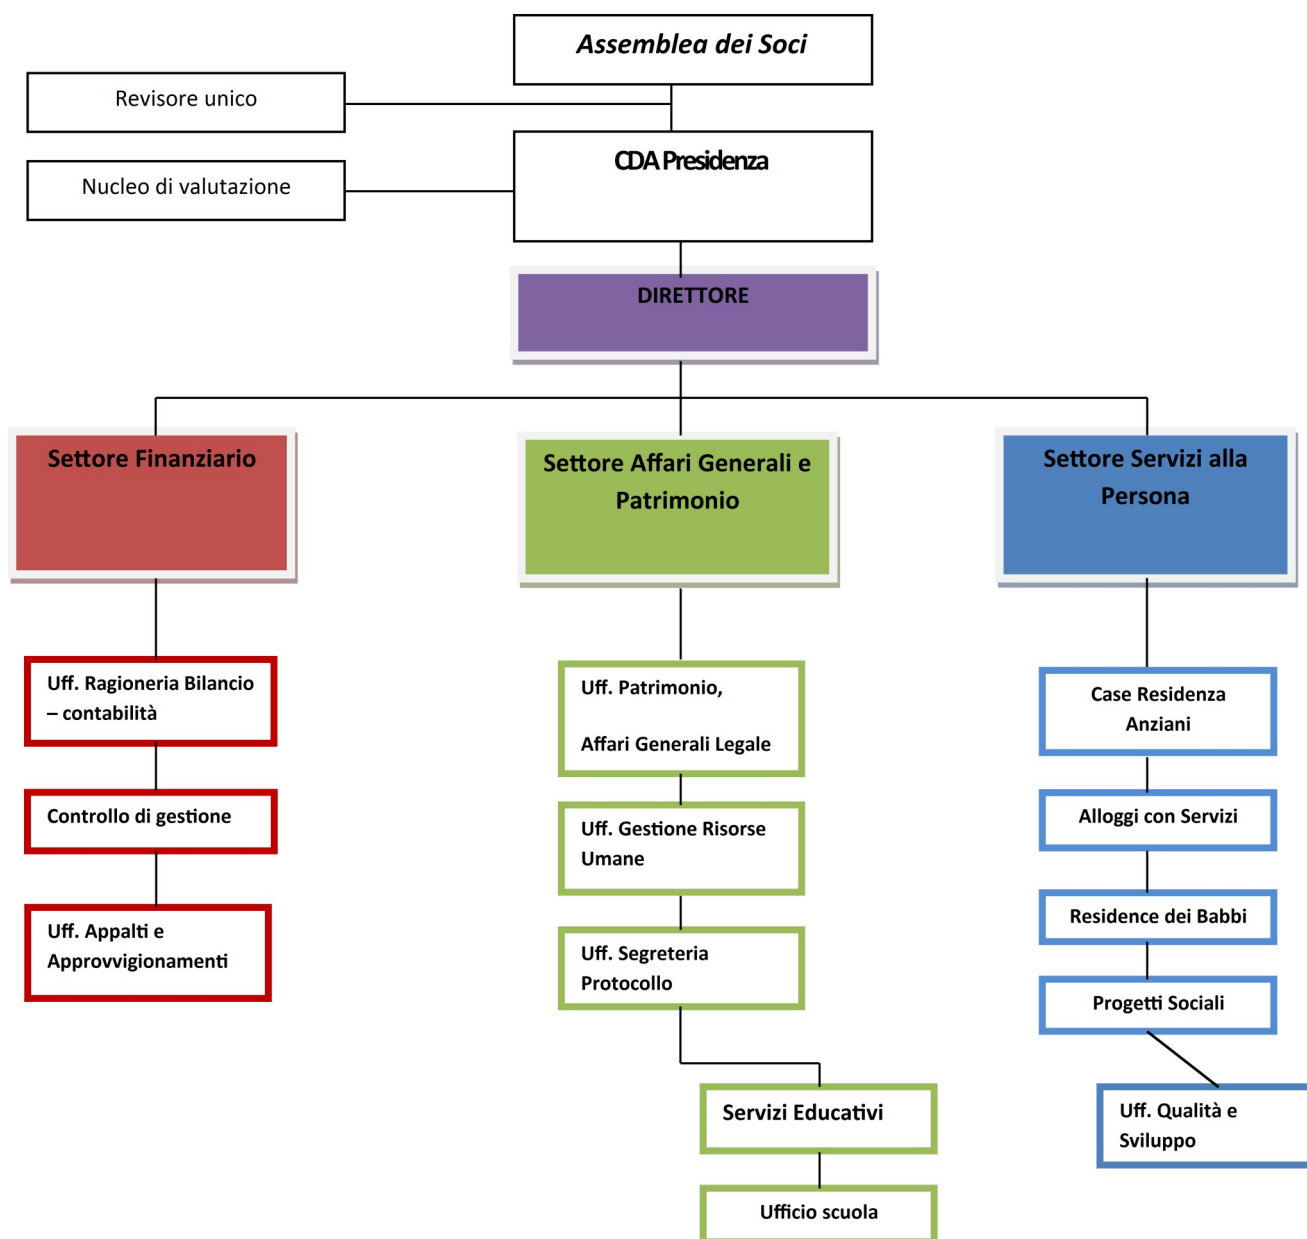 Assemblea dei Soci
Revisore unico
CDA Presidenza
Nucleo di valutazione
DIRETTORE
Settore Finanziario
Settore Affari Generali e
Patrimonio
Settore Servizi alla
Persona
Uff. Ragioneria Bilancio
– contabilità
Controllo di gestione
Uff. Appalti e
Approvvigionamenti
Uff. Patrimonio,
Affari Generali Legale
Uff. Gestione Risorse
Umane
Uff. Segreteria
Protocollo
Servizi Educativi
Ufficio scuola
Case Residenza
Anziani
Alloggi con Servizi
Residence dei Babbi
Progetti Sociali
Uff. Qualità e
Sviluppo